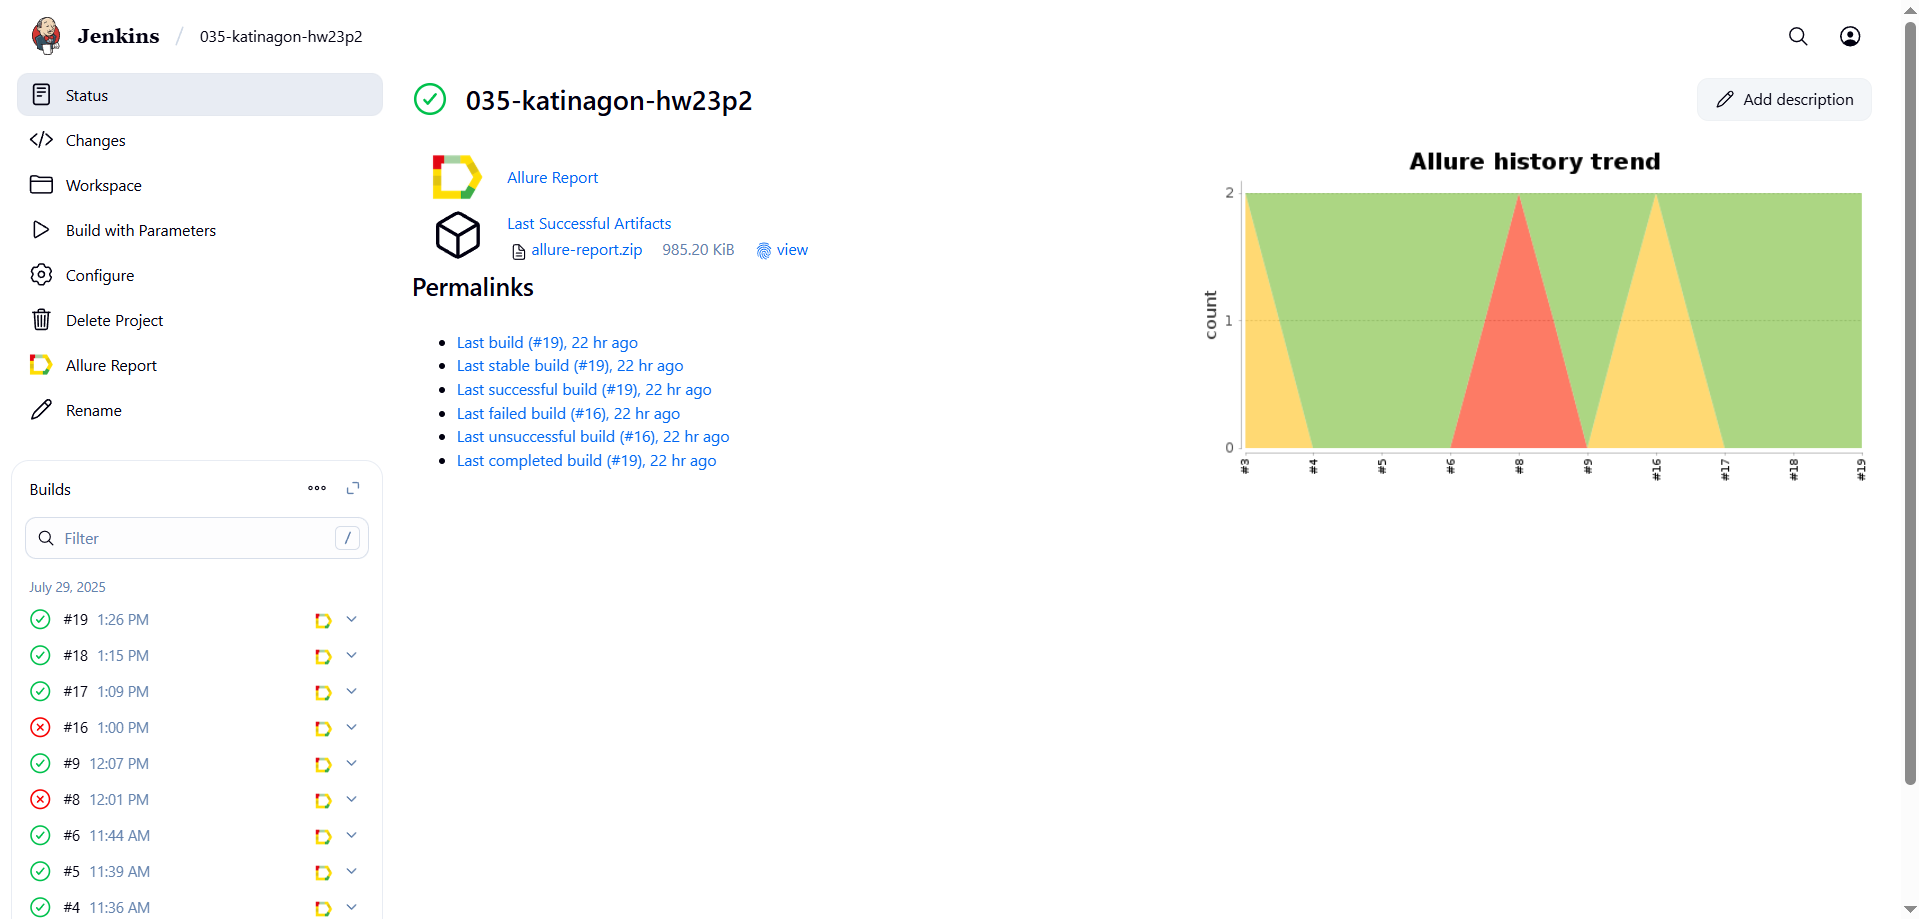 Jenkins / 035-katinagon-hw23p2
Status
Changes
Workspace
Build with Parameters
Configure
Delete Project
Allure Report
Rename
Builds
Filter /
July 29, 2025
#19 1:26 PM
#18 1:15 PM
#17 1:09 PM
#16 1:00 PM
#9 12:07 PM
#8 12:01 PM
#6 11:44 AM
#5 11:39 AM
#4 11:36 AM
035-katinagon-hw23p2
Add description
Allure Report
Last Successful Artifacts
allure-report.zip 985.20 KiB view
Permalinks
Last build (#19), 22 hr ago
Last stable build (#19), 22 hr ago
Last successful build (#19), 22 hr ago
Last failed build (#16), 22 hr ago
Last unsuccessful build (#16), 22 hr ago
Last completed build (#19), 22 hr ago
Allure history trend
count
2
1
0
#3 #4 #5 #6 #8 #9 #16 #17 #18 #19